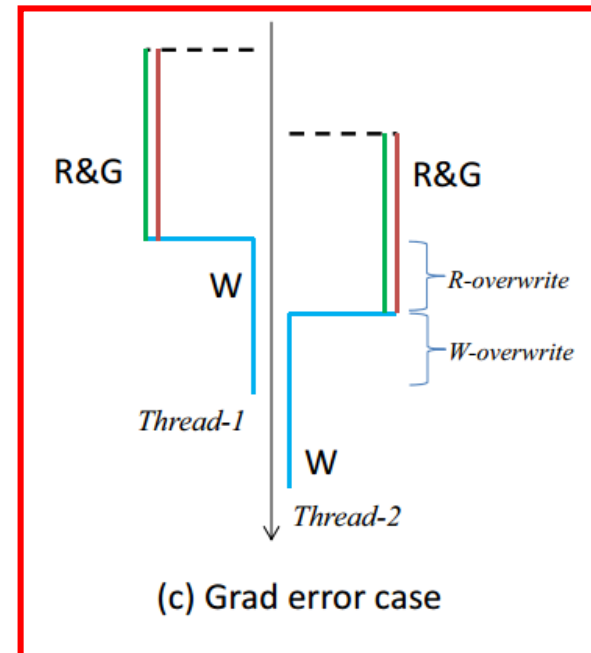 R&G
R&G
W
R-overwrite
W-overwrite
Thread-1
W
Thread-2
(c) Grad error case